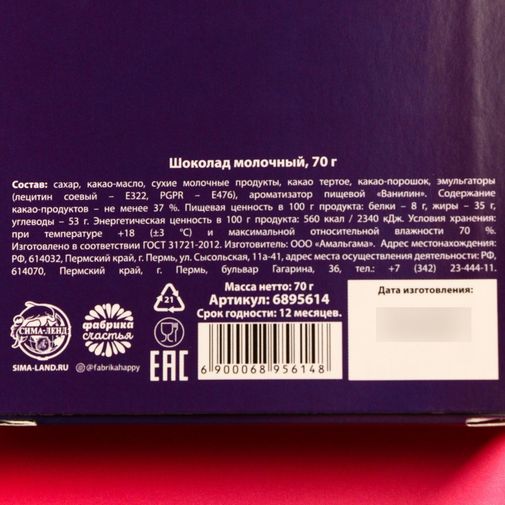 Шоколад молочный, 70 г
Состав: сахар, какао-масло, сухие молочные продукты, какао тертое, какао-порошок, эмульгаторы
(лецитин соевый – E322, PGPR – E476), ароматизатор пищевой «Ванилин». Содержание
какао-продуктов – не менее 37 %. Пищевая ценность в 100 г продукта: белки – 8 г, жиры – 35 г,
углеводы – 53 г. Энергетическая ценность в 100 г продукта: 560 ккал / 2340 кДж. Условия хранения:
при температуре +18 (±3 °С) и максимальной относительной влажности 70 %.
Изготовлено в соответствии ГОСТ 31721-2012. Изготовитель: ООО «Амальгама». Адрес местонахождения:
РФ, 614032, Пермский край, г. Пермь, ул. Сысольская, 11а-41, адрес места осуществления деятельности: РФ,
614070, Пермский край, г. Пермь, бульвар Гагарина, 36, тел.: +7 (342) 23-444-11.
Масса нетто: 70 г
Артикул: 6895614
Срок годности: 12 месяцев.
Дата изготовления:
21
СИМА-ЛЕНД
SIMA-LAND.RU
фабрика
счастья
@fabrikahappy
EAC
6 900068 956148